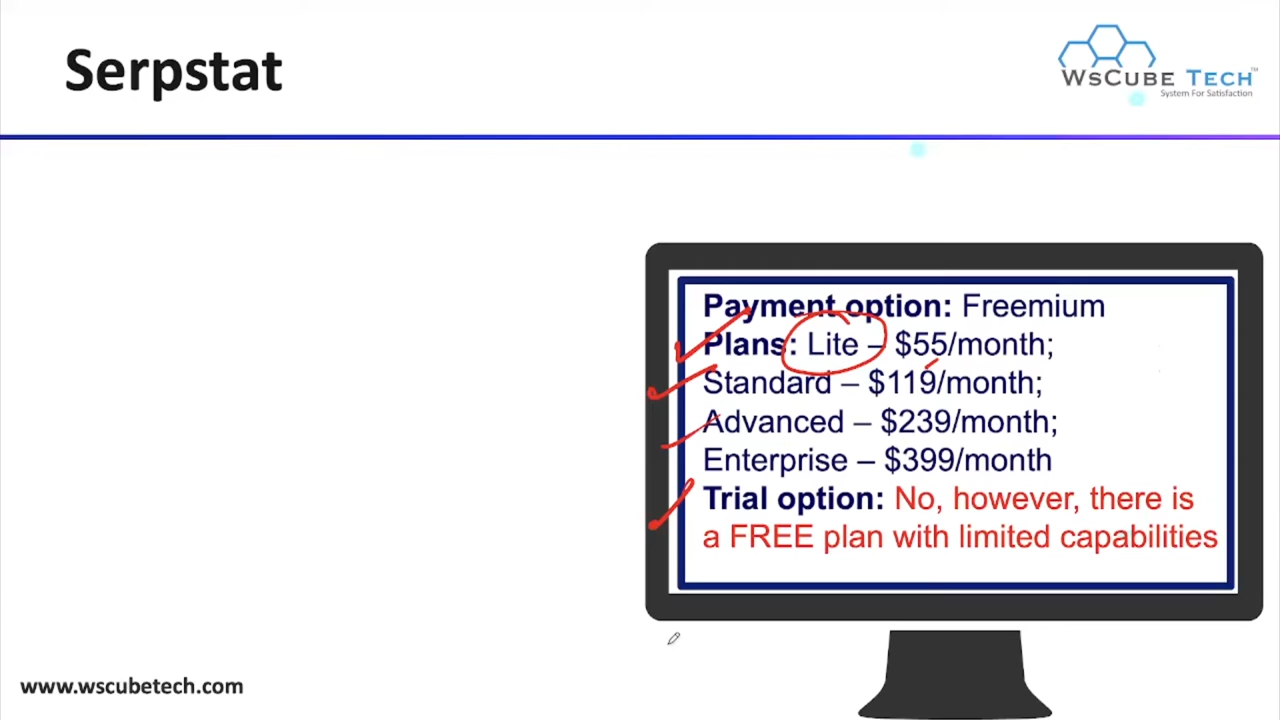 Serpstat
WsCube Tech™
System For Satisfaction
Payment option: Freemium
Plans: Lite – $55/month;
Standard – $119/month;
Advanced – $239/month;
Enterprise – $399/month
Trial option: No, however, there is
a FREE plan with limited capabilities
www.wscubetech.com